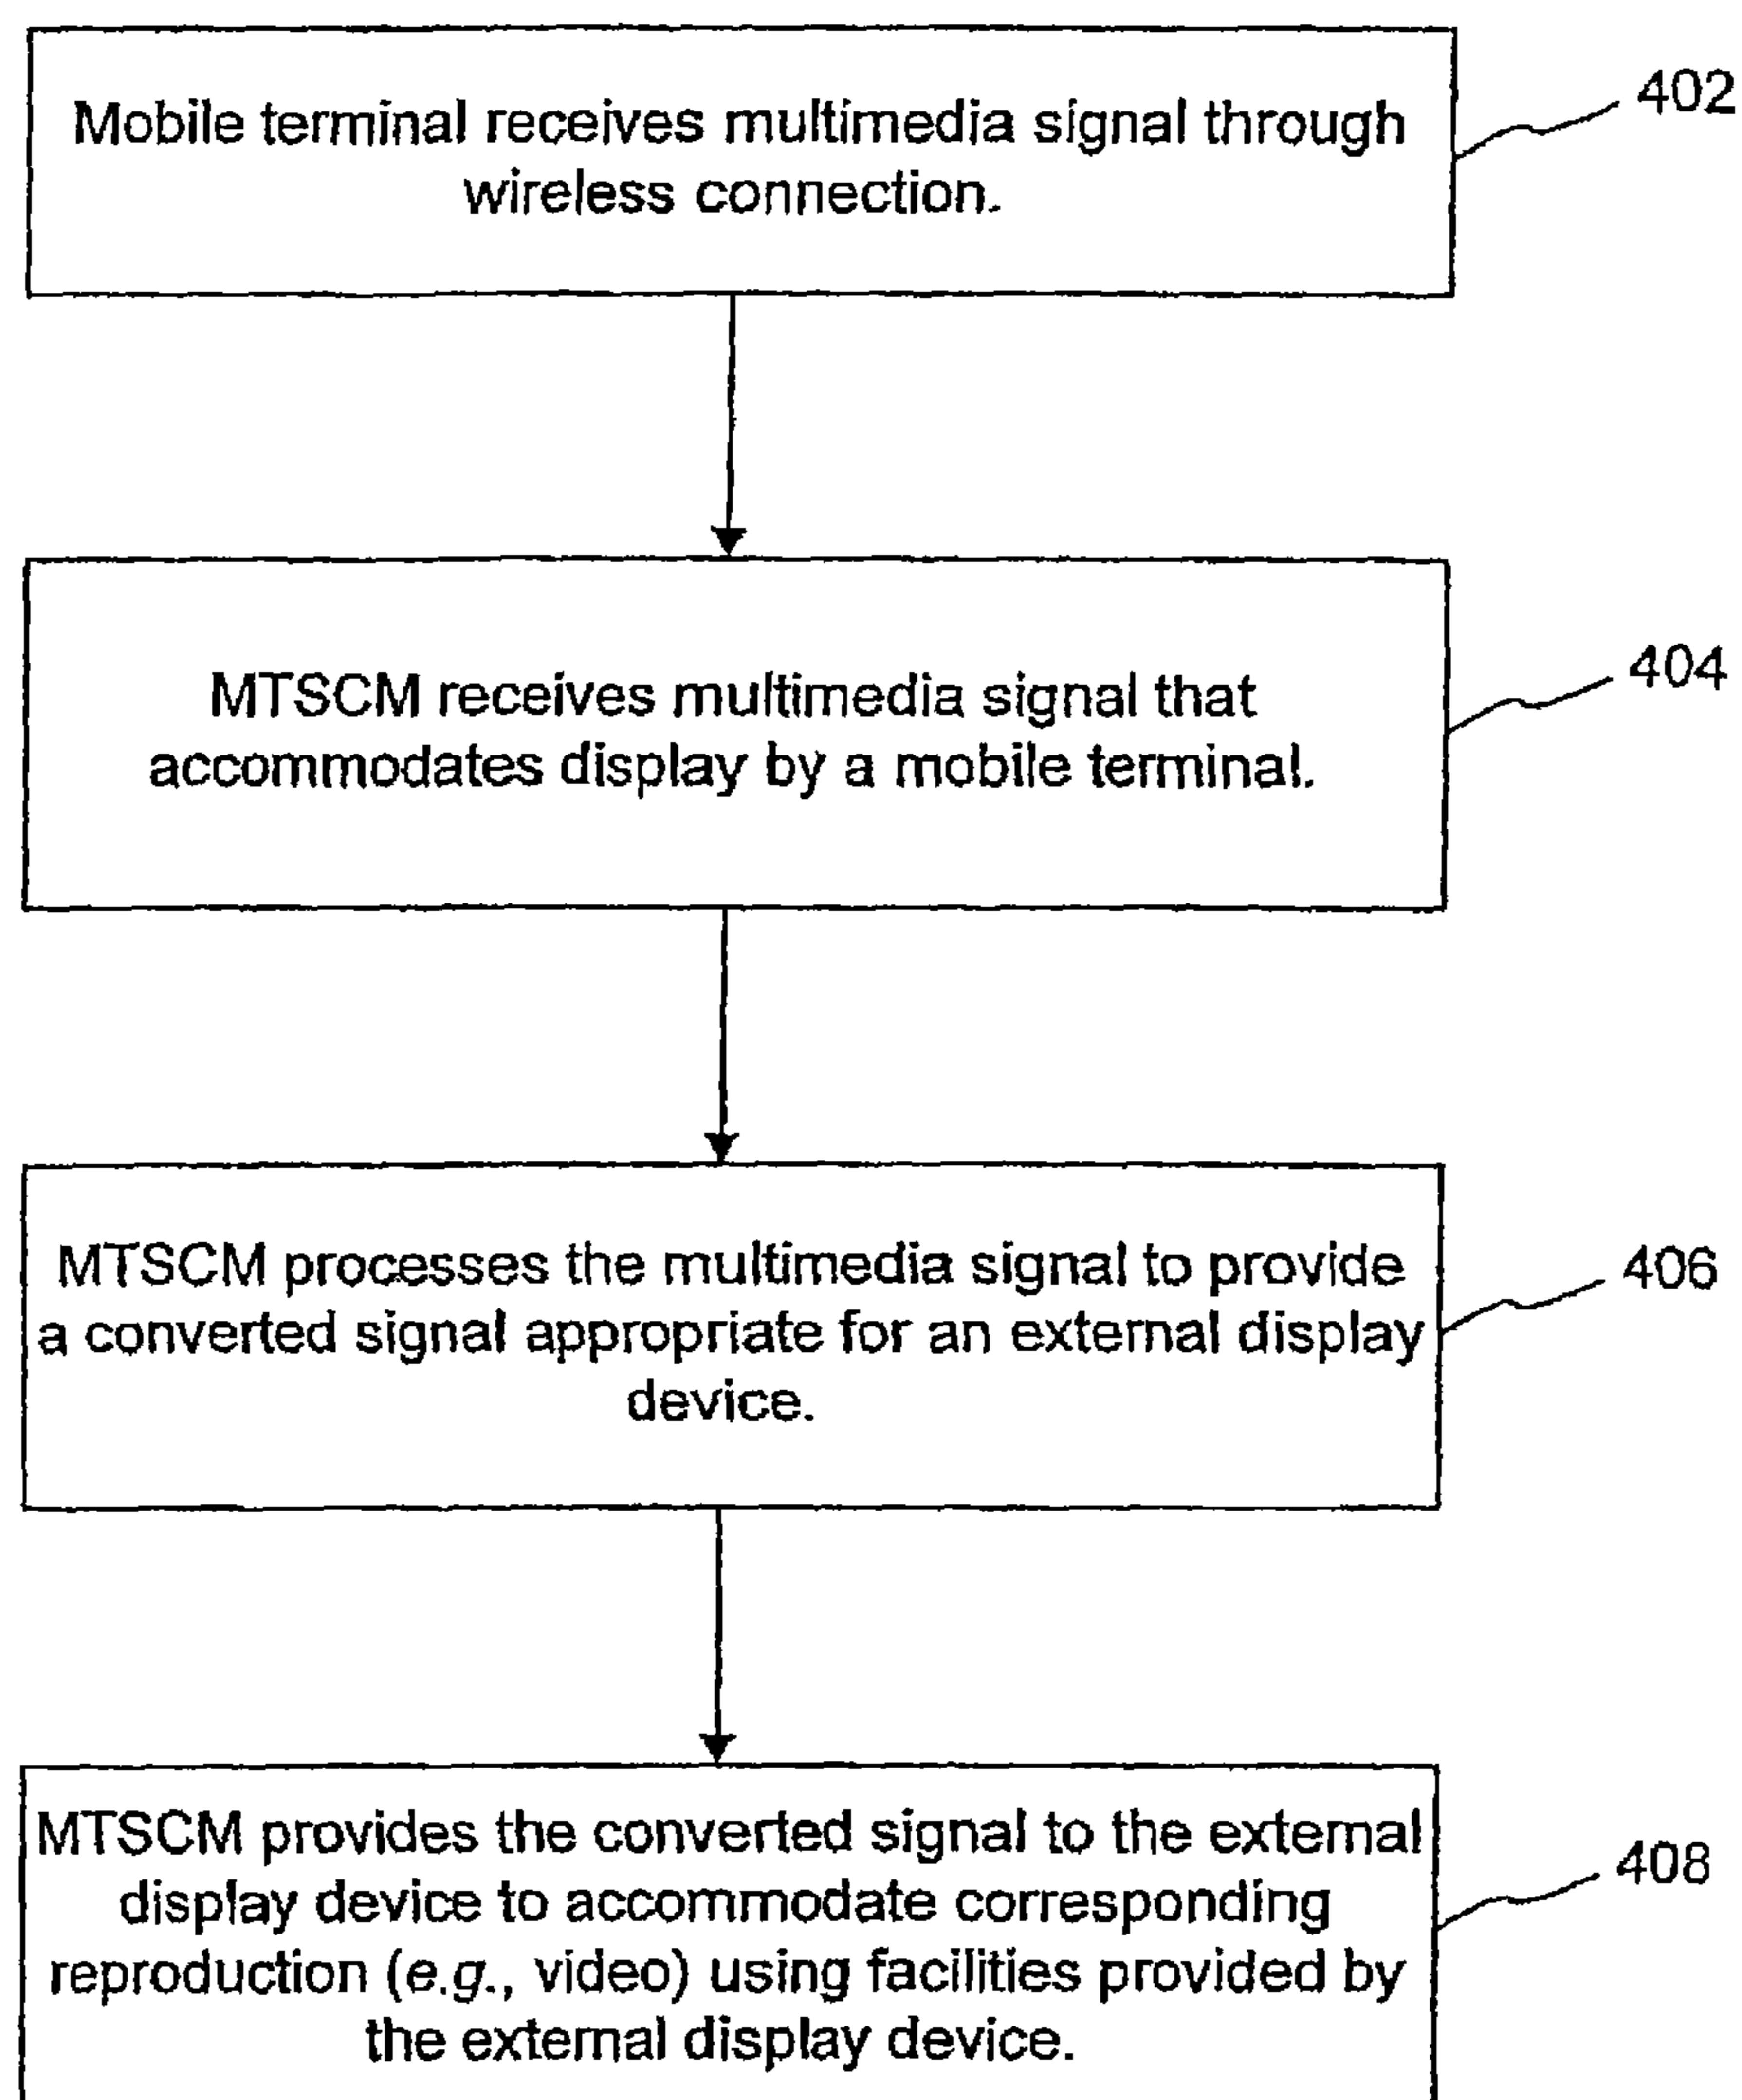 Mobile terminal receives multimedia signal through
wireless connection.
402
MTSCM receives multimedia signal that
accommodates display by a mobile terminal.
404
MTSCM processes the multimedia signal to provide
a converted signal appropriate for an external display
device.
406
MTSCM provides the converted signal to the external
display device to accommodate corresponding
reproduction (e.g., video) using facilities provided by
the external display device.
408